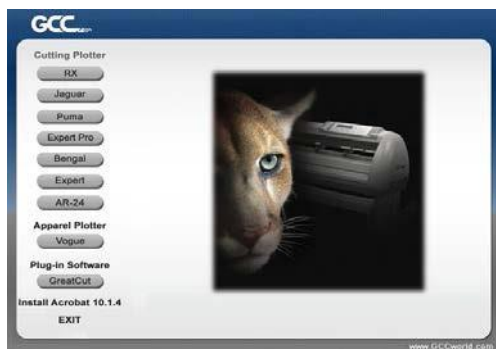 GCC
Cutting Plotter
RX
Jaguar
Puma
Expert Pro
Bengal
Expert
AR-24
Apparel Plotter
Vogue
Plug-in Software
GreatCut
Install Acrobat 10.1.4
EXIT
www.GCCworld.com